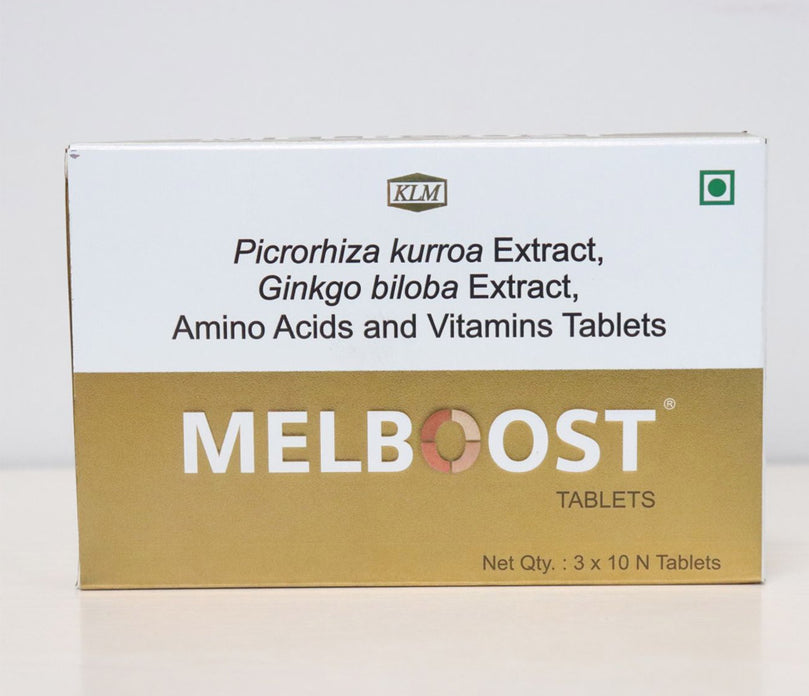 KLM
Picrorhiza kurroa Extract,
Ginkgo biloba Extract,
Amino Acids and Vitamins Tablets
MELBOOST®
TABLETS
Net Qty. : 3 x 10 N Tablets